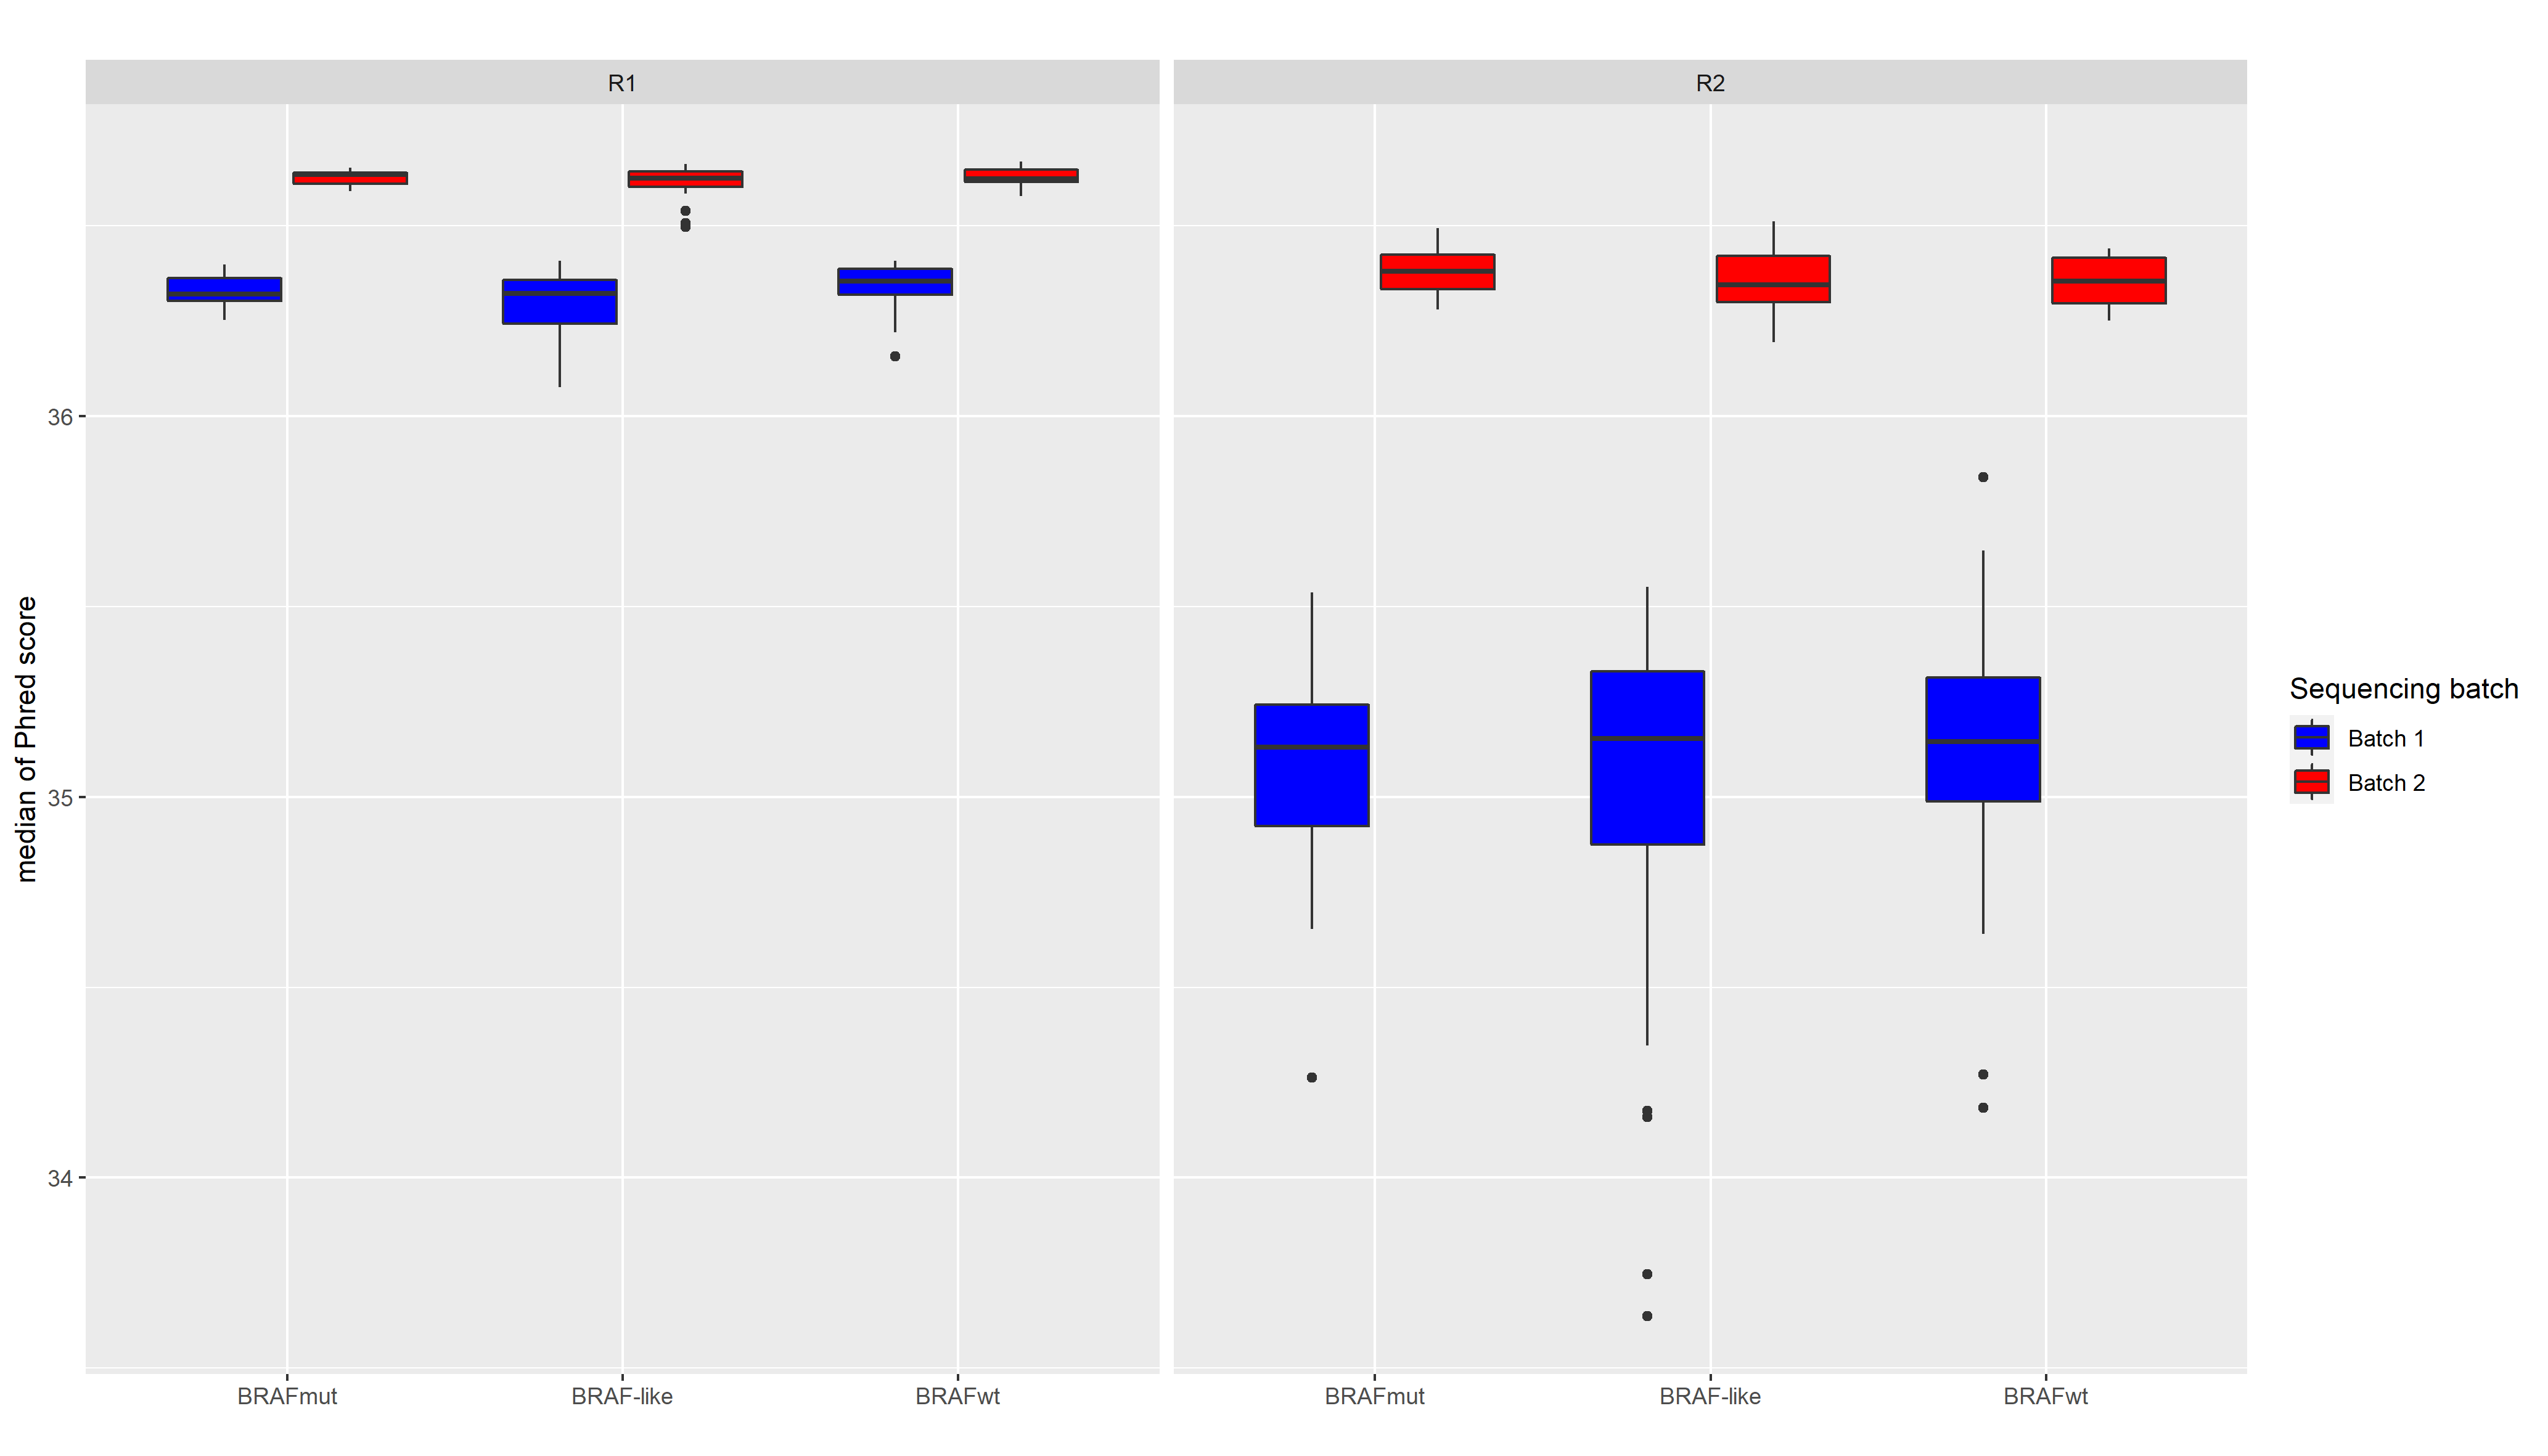 R1
R2
median of Phred score
36
35
34
BRAFmut
BRAF-like
BRAFwt
BRAFmut
BRAF-like
BRAFwt
Sequencing batch
Batch 1
Batch 2